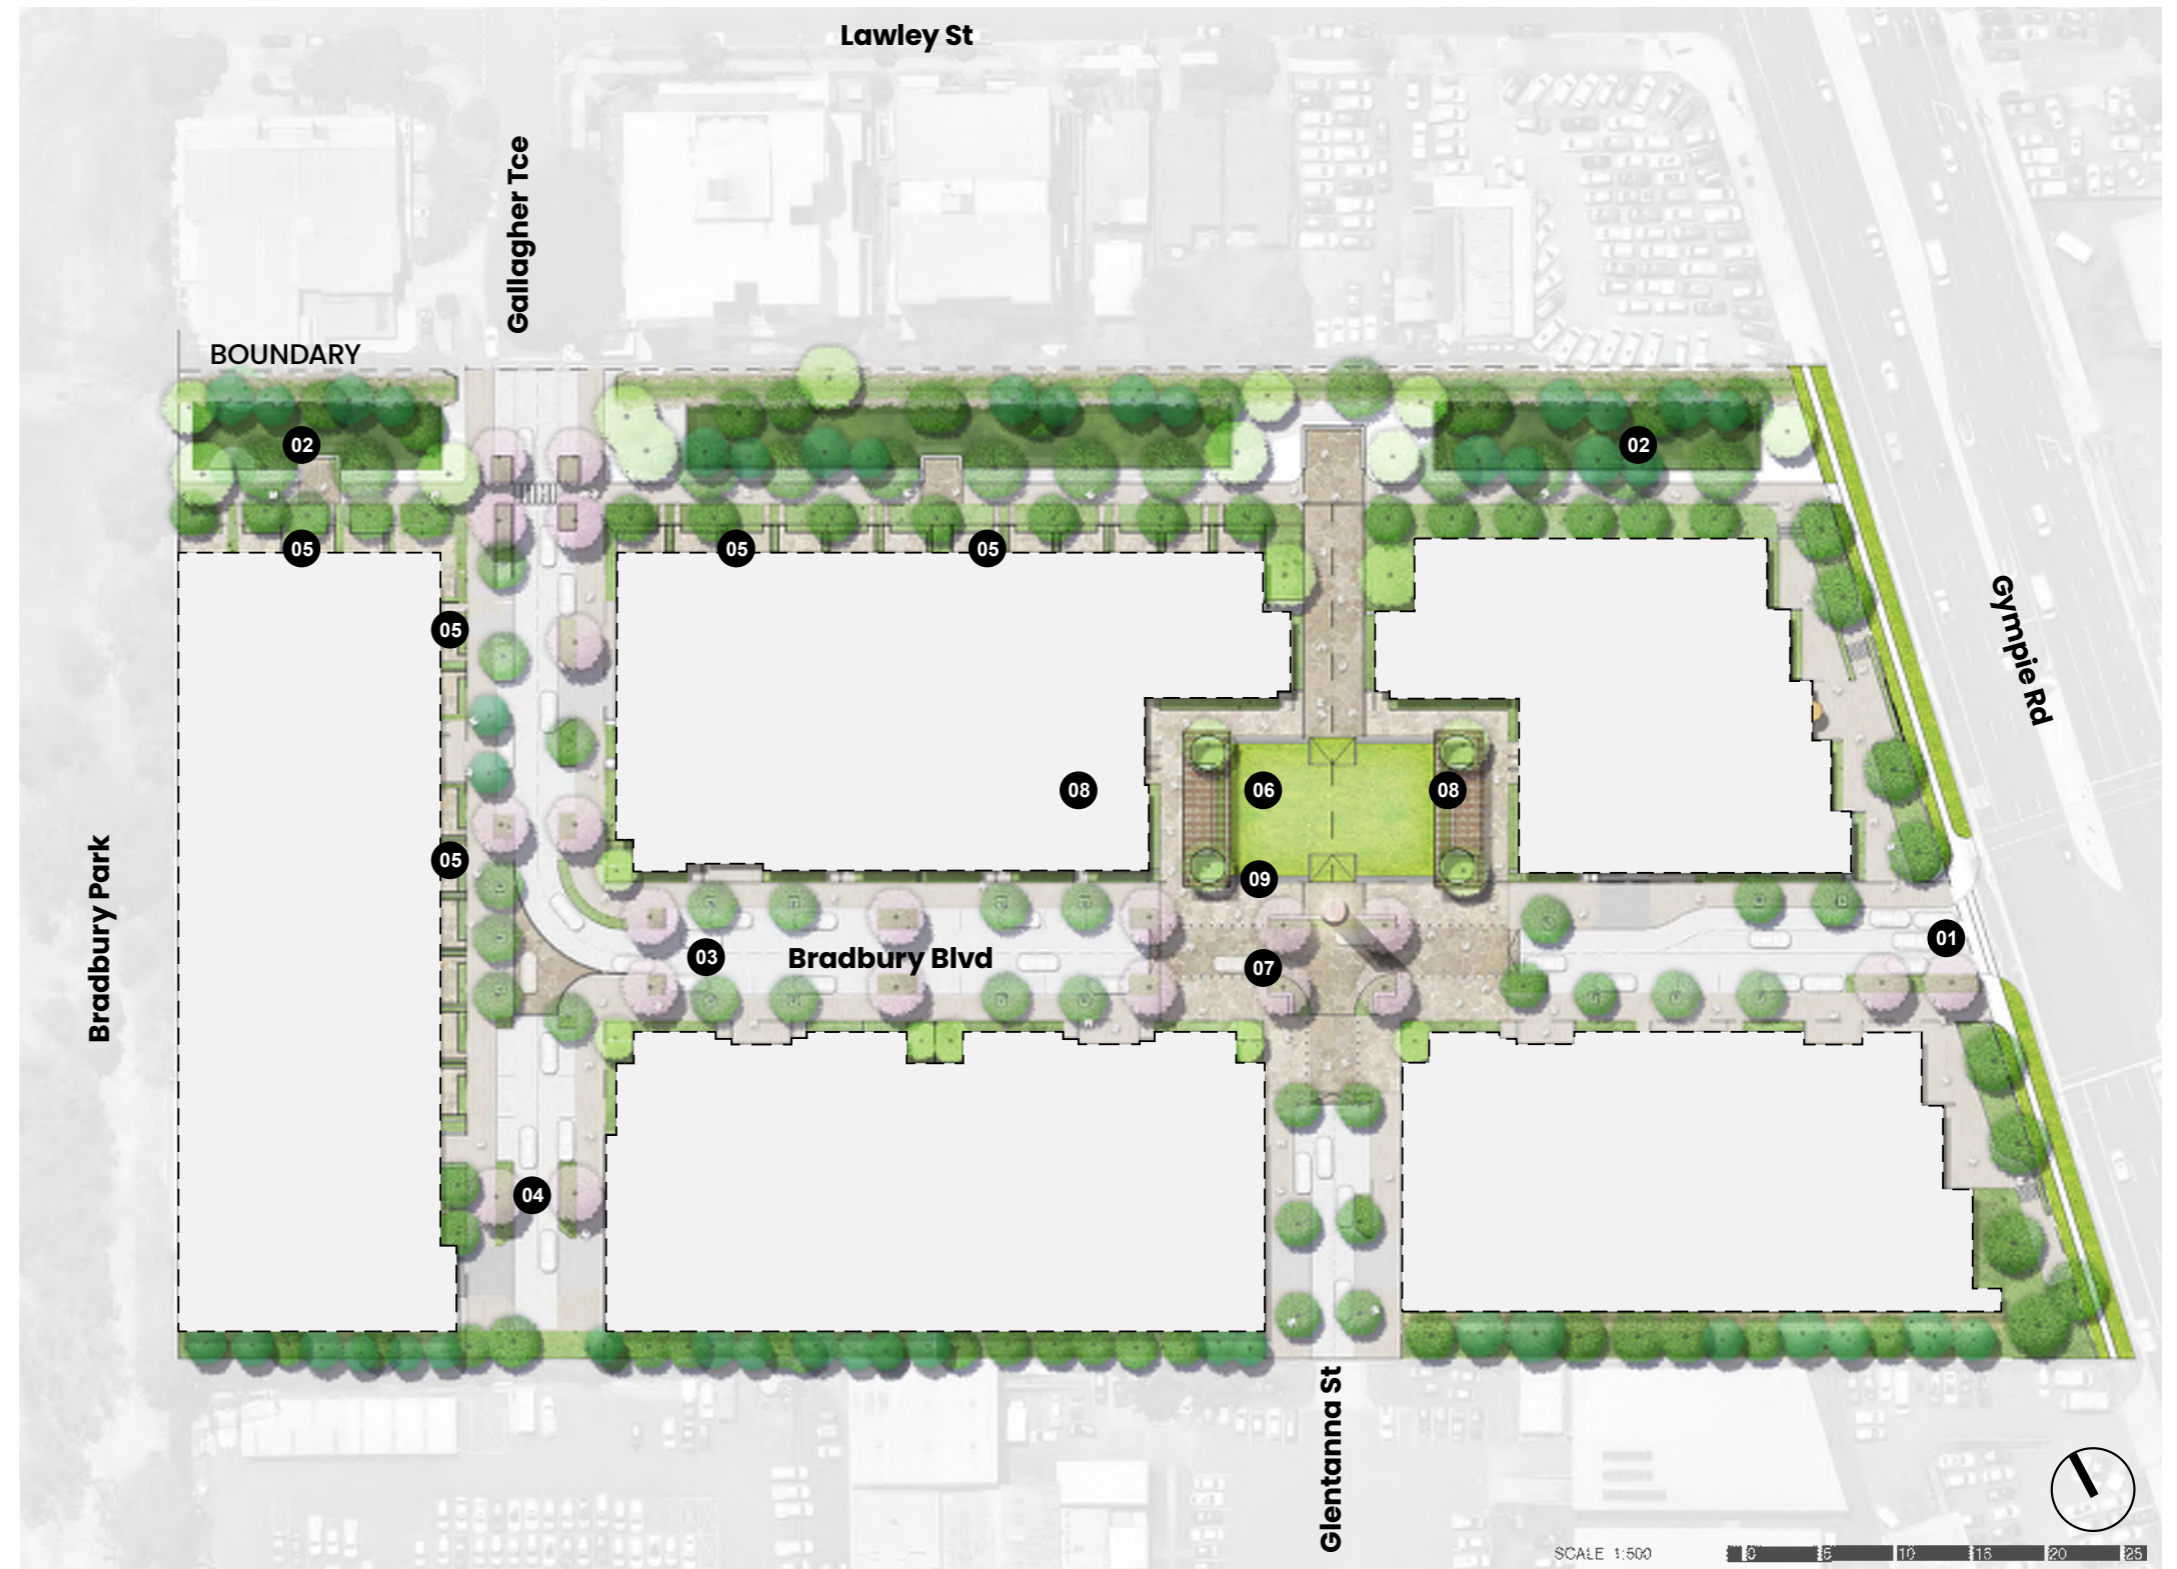 Lawley St
Gallagher Tce
BOUNDARY
02
02
05
05
05
05
Gympie Rd
08
06
08
05
09
Bradbury Park
01
03
Bradbury Blvd
07
04
Glentanna St
SCALE 1:500
0 5 10 15 20 25